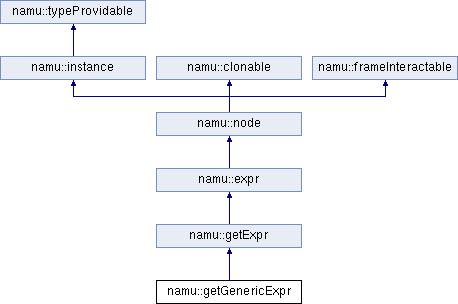 namu::typeProvidable
namu::instance
namu::clonable
namu::frameInteractable
namu::node
namu::expr
namu::getExpr
namu::getGenericExpr